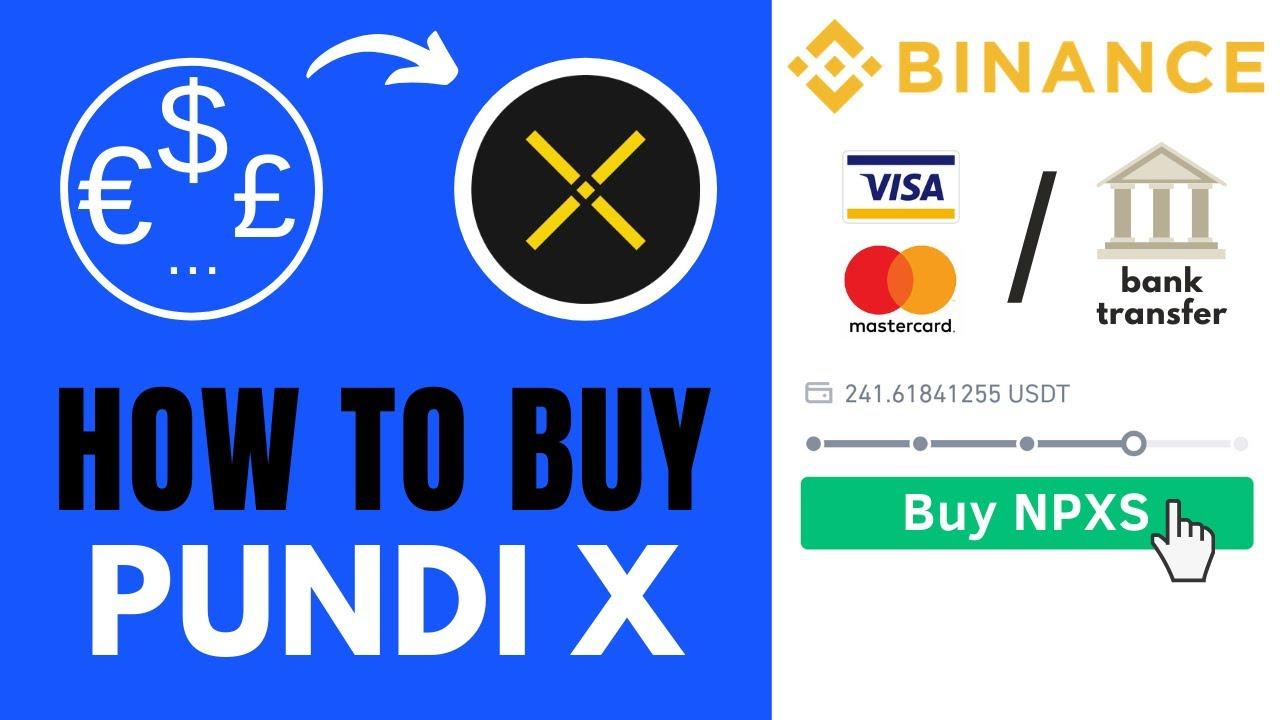 € $ £
...
HOW TO BUY
PUNDI X
BINANCE
VISA
mastercard.
/
bank
transfer
241.61841255 USDT
Buy NPXS